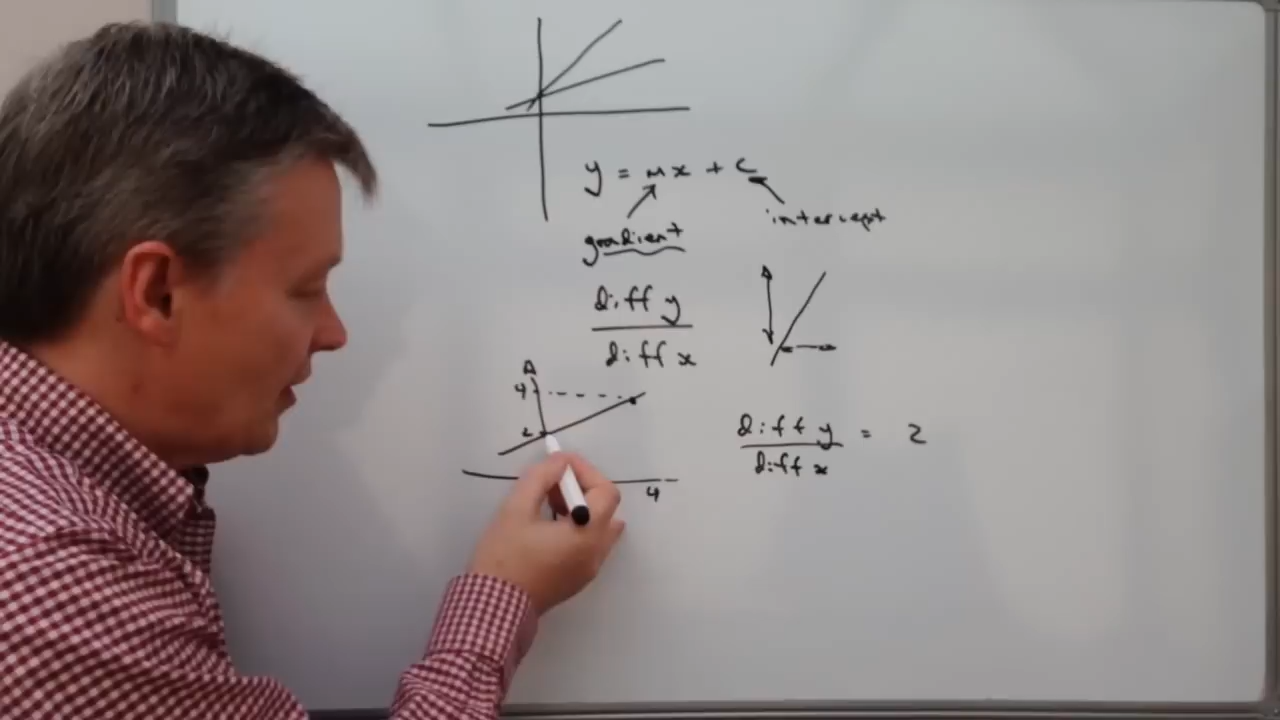 y = mx + c
gradient
intercept
diff y
diff x
4
2
4
diff y = 2
diff x